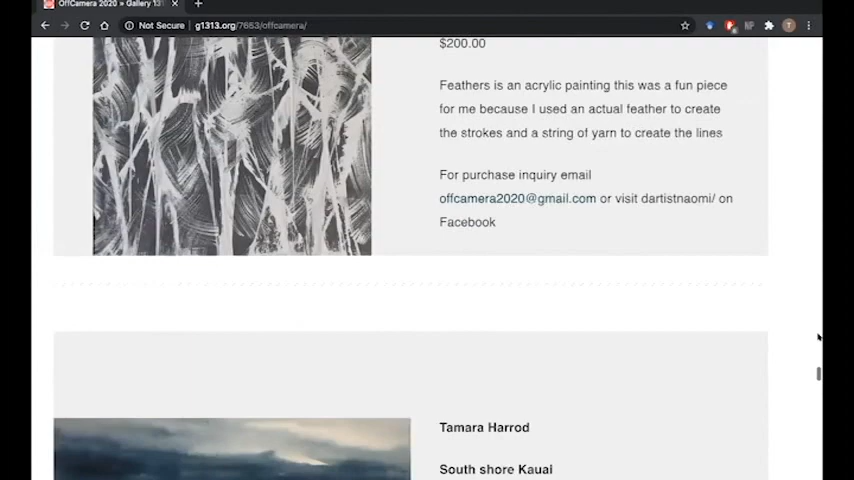 OffCamera 2020 » Gallery 131
Not Secure | g1313.org/7663/offcamera/
T
$200.00
Feathers is an acrylic painting this was a fun piece
for me because I used an actual feather to create
the strokes and a string of yarn to create the lines
For purchase inquiry email
offcamera2020@gmail.com or visit dartistnaomi/ on
Facebook
Tamara Harrod
South shore Kauai